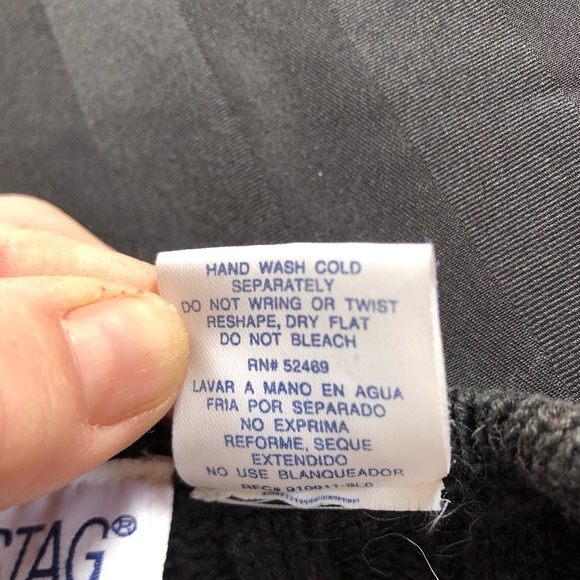 HAND WASH COLD
SEPARATELY
DO NOT WRING OR TWIST
RESHAPE, DRY FLAT
DO NOT BLEACH
RN# 52469
LAVAR A MANO EN AGUA
FRIA POR SEPARADO
NO EXPRIMA
REFORME, SEQUE
EXTENDIDO
NO USE BLANQUEADOR
STAG®